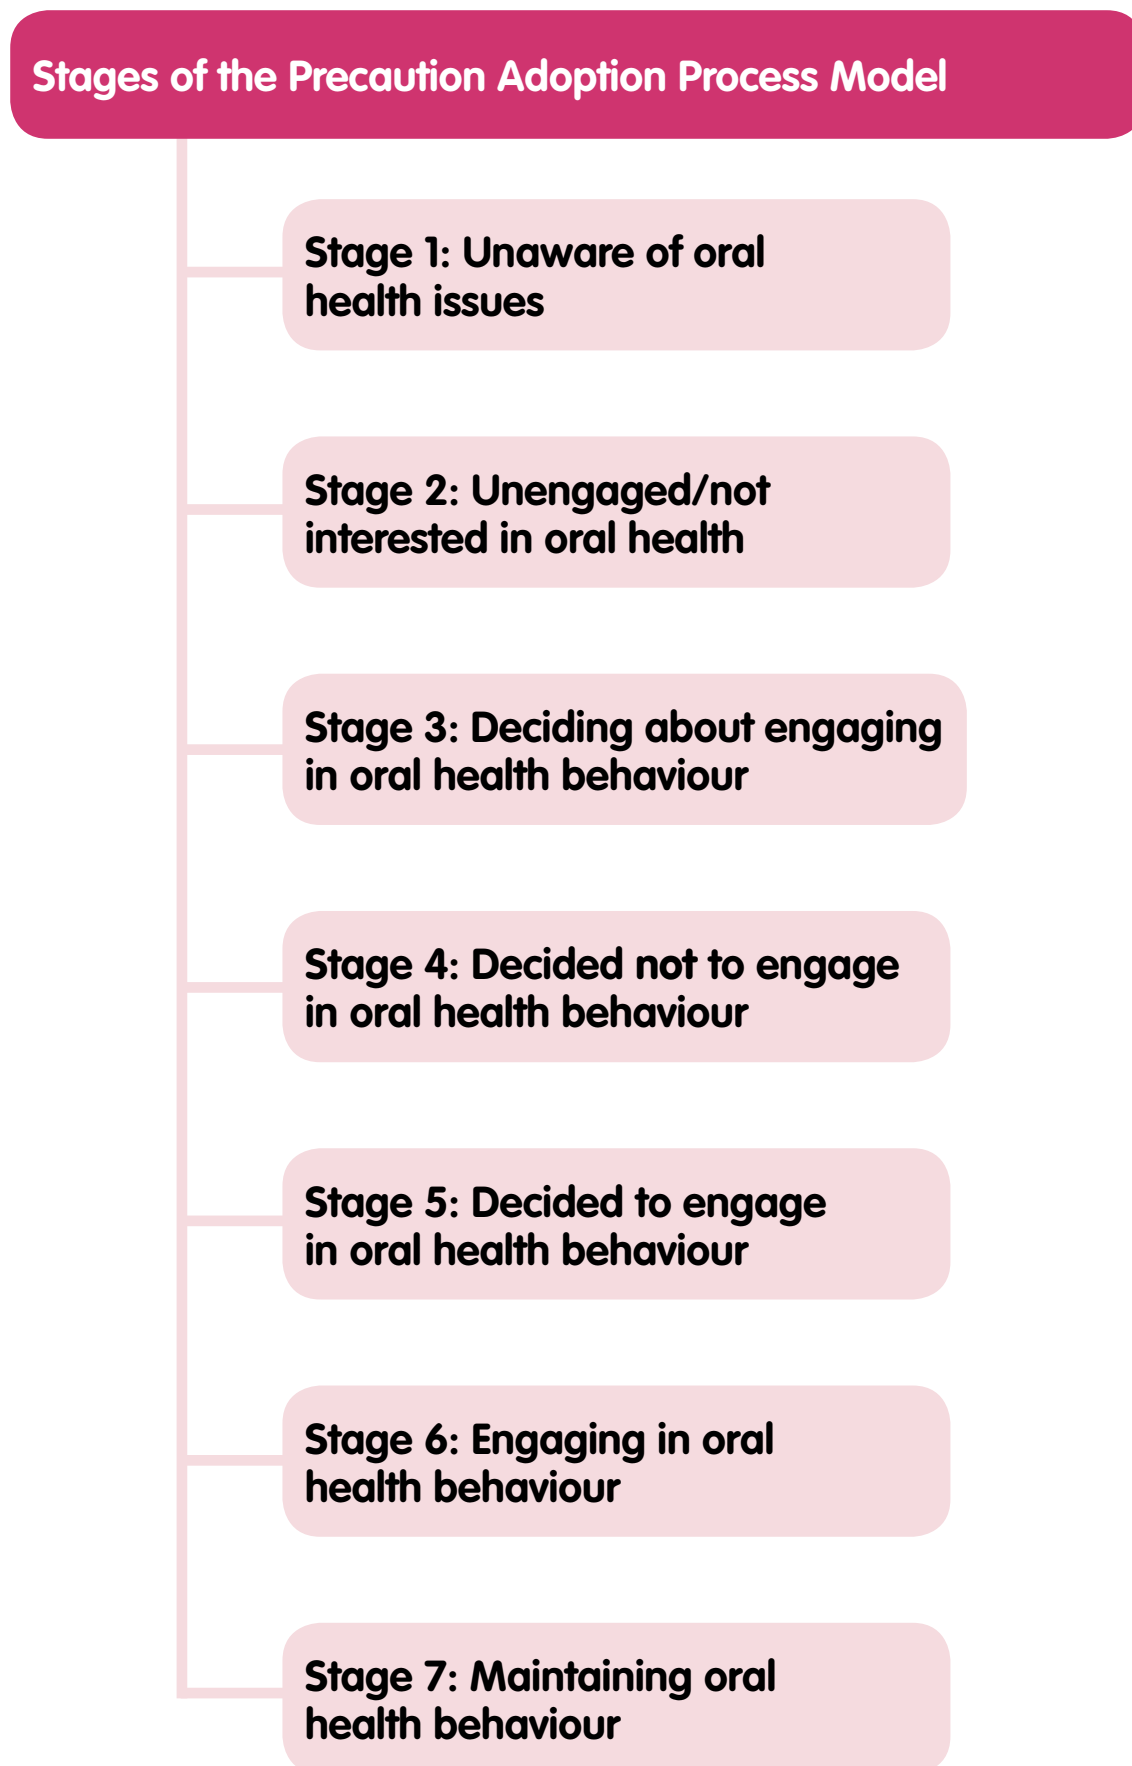 Stages of the Precaution Adoption Process Model
Stage 1: Unaware of oral
health issues
Stage 2: Unengaged/not
interested in oral health
Stage 3: Deciding about engaging
in oral health behaviour
Stage 4: Decided not to engage
in oral health behaviour
Stage 5: Decided to engage
in oral health behaviour
Stage 6: Engaging in oral
health behaviour
Stage 7: Maintaining oral
health behaviour